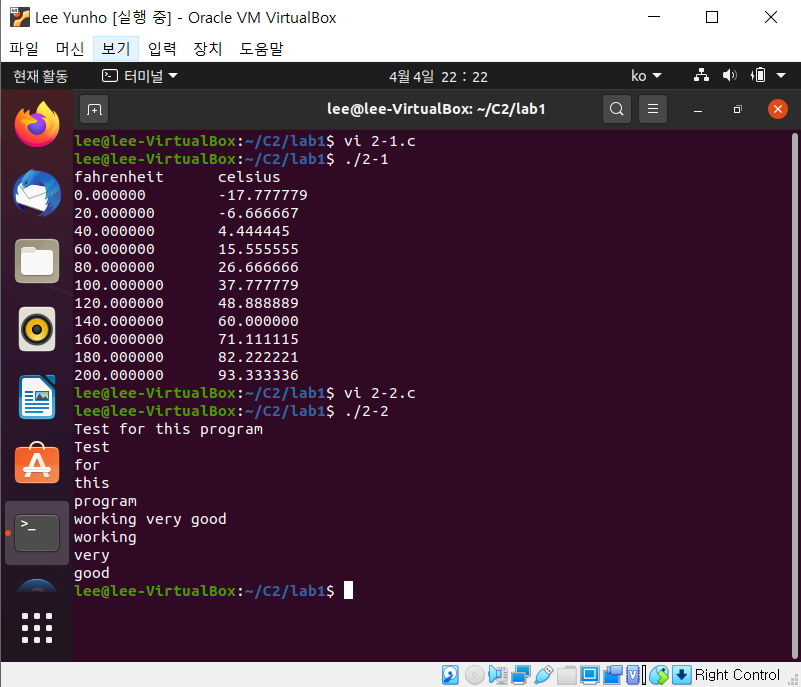 Lee Yunho [실행 중] - Oracle VM VirtualBox
파일 머신 보기 입력 장치 도움말
현재 활동 터미널 4월 4일 22 : 22 ko
lee@lee-VirtualBox: ~/C2/lab1
lee@lee-VirtualBox:~/C2/lab1$ vi 2-1.c
lee@lee-VirtualBox:~/C2/lab1$ ./2-1
fahrenheit celsius
0.000000 -17.777779
20.000000 -6.666667
40.000000 4.444445
60.000000 15.555555
80.000000 26.666666
100.000000 37.777779
120.000000 48.888889
140.000000 60.000000
160.000000 71.111115
180.000000 82.222221
200.000000 93.333336
lee@lee-VirtualBox:~/C2/lab1$ vi 2-2.c
lee@lee-VirtualBox:~/C2/lab1$ ./2-2
Test for this program
Test
for
this
program
working very good
working
very
good
lee@lee-VirtualBox:~/C2/lab1$
Right Control